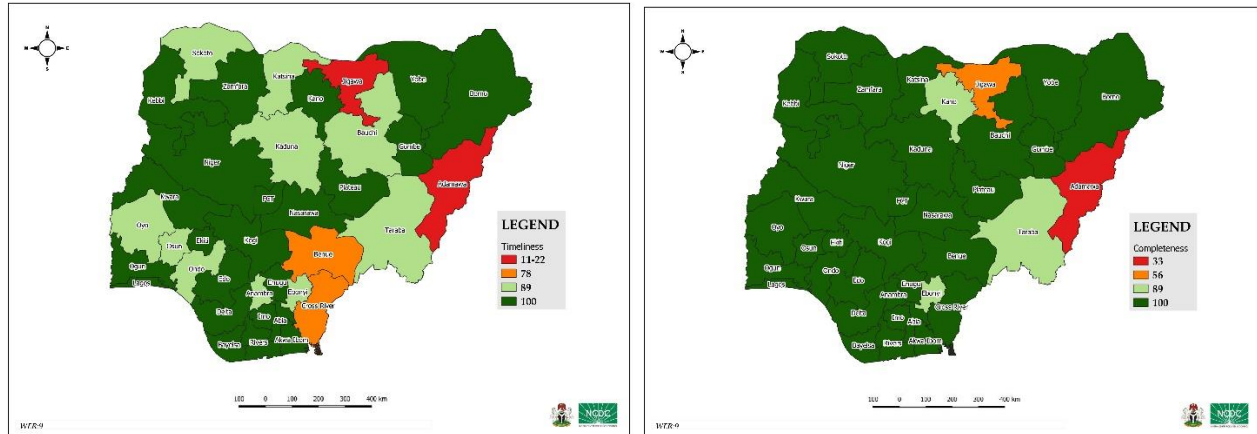 N
W E
S
Sokoto
Katsina
Jigawa
Yobe
Borno
Zamfara
Kebbi
Kano
Bauchi
Gombe
Kaduna
Niger
Plateau
Adamawa
Kwara
FCT
Nasarawa
Taraba
Oyo
Osun
Ekiti
Kogi
Benue
Ogun
Ondo
Lagos
Edo
Enugu
Anambra
Ebonyi
Cross River
Delta
Imo
Abia
Bayelsa
Rivers
Akwa Ibom
LEGEND
Timeliness
11-22
78
89
100
100 0 100 200 300 400 km
NCDC
WER:9
Sokoto
Katsina
Jigawa
Yobe
Borno
Zamfara
Kebbi
Kano
Bauchi
Gombe
Kaduna
Niger
Plateau
Adamawa
Kwara
FCT
Nasarawa
Taraba
Oyo
Osun
Ekiti
Kogi
Benue
Ogun
Ondo
Lagos
Edo
Enugu
Anambra
Ebonyi
Cross River
Delta
Imo
Abia
Bayelsa
Rivers
Akwa Ibom
LEGEND
Completeness
33
56
89
100
100 0 100 200 300 400 km
NCDC
WER:9